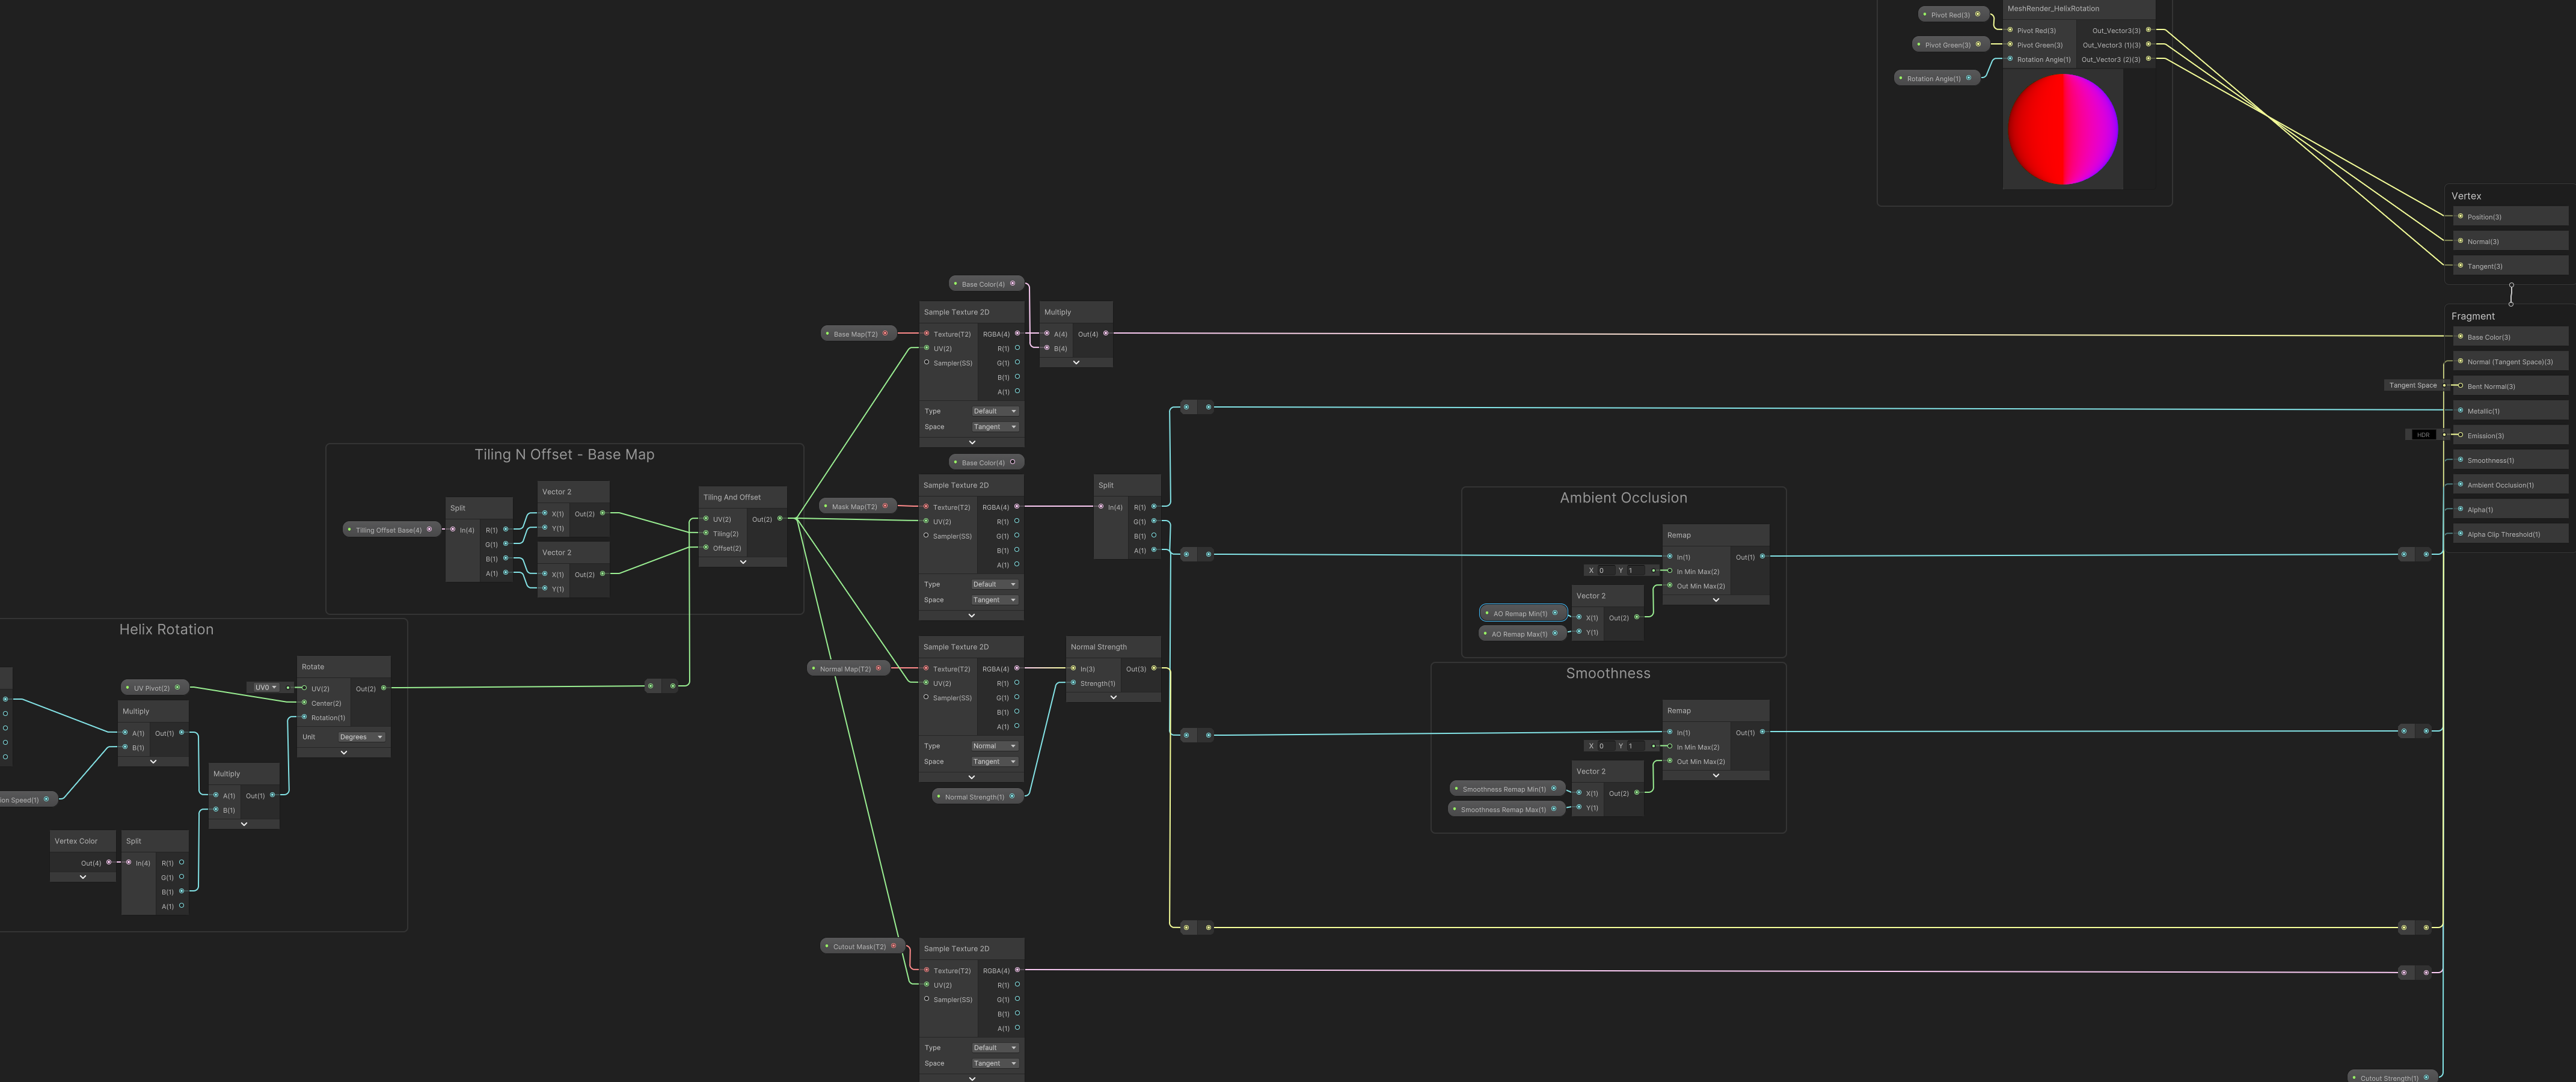 MeshRender_HelixRotation
Pivot Red(3)
Pivot Red(3)
Out_Vector3(3)
Pivot Green(3)
Pivot Green(3)
Out_Vector3 (1)(3)
Rotation Angle(1)
Out_Vector3 (2)(3)
Rotation Angle(1)
Vertex
Position(3)
Normal(3)
Tangent(3)
Fragment
Base Color(3)
Normal (Tangent Space)(3)
Tangent Space
Bent Normal(3)
Metallic(1)
HDR
Emission(3)
Smoothness(1)
Ambient Occlusion(1)
Alpha(1)
Alpha Clip Threshold(1)
Base Color(4)
Sample Texture 2D
Base Map(T2)
Texture(T2)
RGBA(4)
UV(2)
R(1)
Sampler(SS)
G(1)
B(1)
A(1)
Type
Default
Space
Tangent
Multiply
A(4)
Out(4)
B(4)
Tiling N Offset - Base Map
Tilling Offset Base(4)
Split
In(4)
R(1)
G(1)
B(1)
A(1)
Vector 2
X(1)
Out(2)
Y(1)
Vector 2
X(1)
Out(2)
Y(1)
Tiling And Offset
UV(2)
Out(2)
Tiling(2)
Offset(2)
Base Color(4)
Sample Texture 2D
Mask Map(T2)
Texture(T2)
RGBA(4)
UV(2)
R(1)
Sampler(SS)
G(1)
B(1)
A(1)
Type
Default
Space
Tangent
Split
In(4)
R(1)
G(1)
B(1)
A(1)
Ambient Occlusion
Remap
In(1)
Out(1)
X 0 Y 1
In Min Max(2)
Out Min Max(2)
Vector 2
AO Remap Min(1)
X(1)
Out(2)
AO Remap Max(1)
Y(1)
Helix Rotation
Rotate
UV Pivot(2)
UV0
UV(2)
Out(2)
Center(2)
Rotation(1)
Unit
Degrees
Multiply
A(1)
Out(1)
B(1)
Multiply
A(1)
Out(1)
B(1)
ion Speed(1)
Vertex Color
Out(4)
Split
In(4)
R(1)
G(1)
B(1)
A(1)
Sample Texture 2D
Normal Map(T2)
Texture(T2)
RGBA(4)
UV(2)
R(1)
Sampler(SS)
G(1)
B(1)
A(1)
Type
Normal
Space
Tangent
Normal Strength(1)
Normal Strength
In(3)
Out(3)
Strength(1)
Smoothness
Remap
In(1)
Out(1)
X 0 Y 1
In Min Max(2)
Out Min Max(2)
Vector 2
Smoothness Remap Min(1)
X(1)
Out(2)
Smoothness Remap Max(1)
Y(1)
Cutout Mask(T2)
Sample Texture 2D
Texture(T2)
RGBA(4)
UV(2)
R(1)
Sampler(SS)
G(1)
B(1)
A(1)
Type
Default
Space
Tangent
Cutout Strength(1)